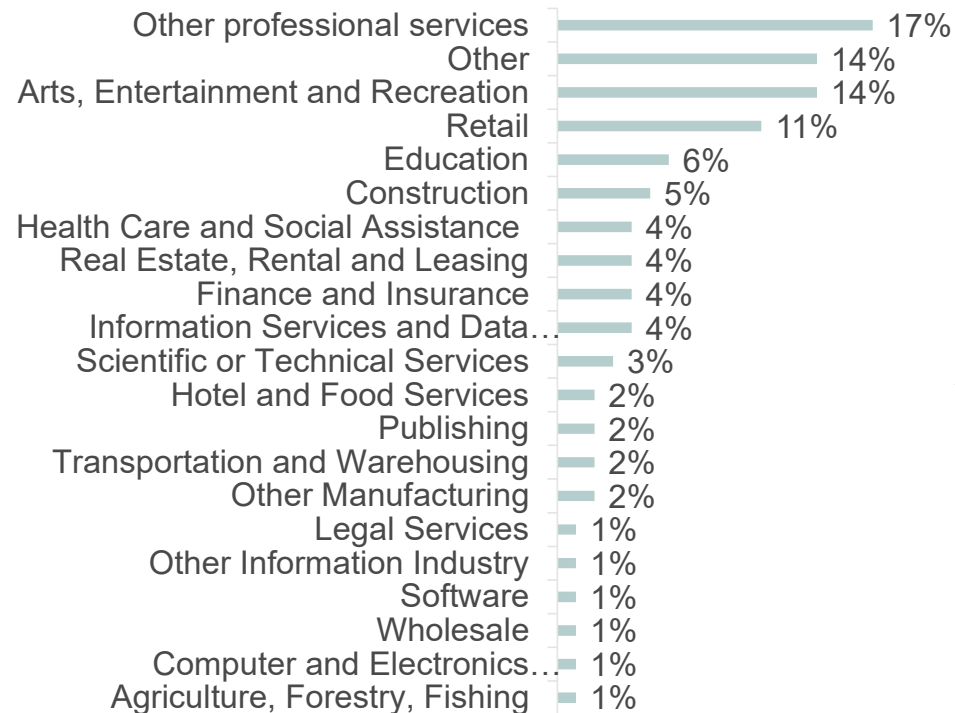 Other professional services 17%
Other 14%
Arts, Entertainment and Recreation 14%
Retail 11%
Education 6%
Construction 5%
Health Care and Social Assistance 4%
Real Estate, Rental and Leasing 4%
Finance and Insurance 4%
Information Services and Data… 4%
Scientific or Technical Services 3%
Hotel and Food Services 2%
Publishing 2%
Transportation and Warehousing 2%
Other Manufacturing 2%
Legal Services 1%
Other Information Industry 1%
Software 1%
Wholesale 1%
Computer and Electronics… 1%
Agriculture, Forestry, Fishing 1%